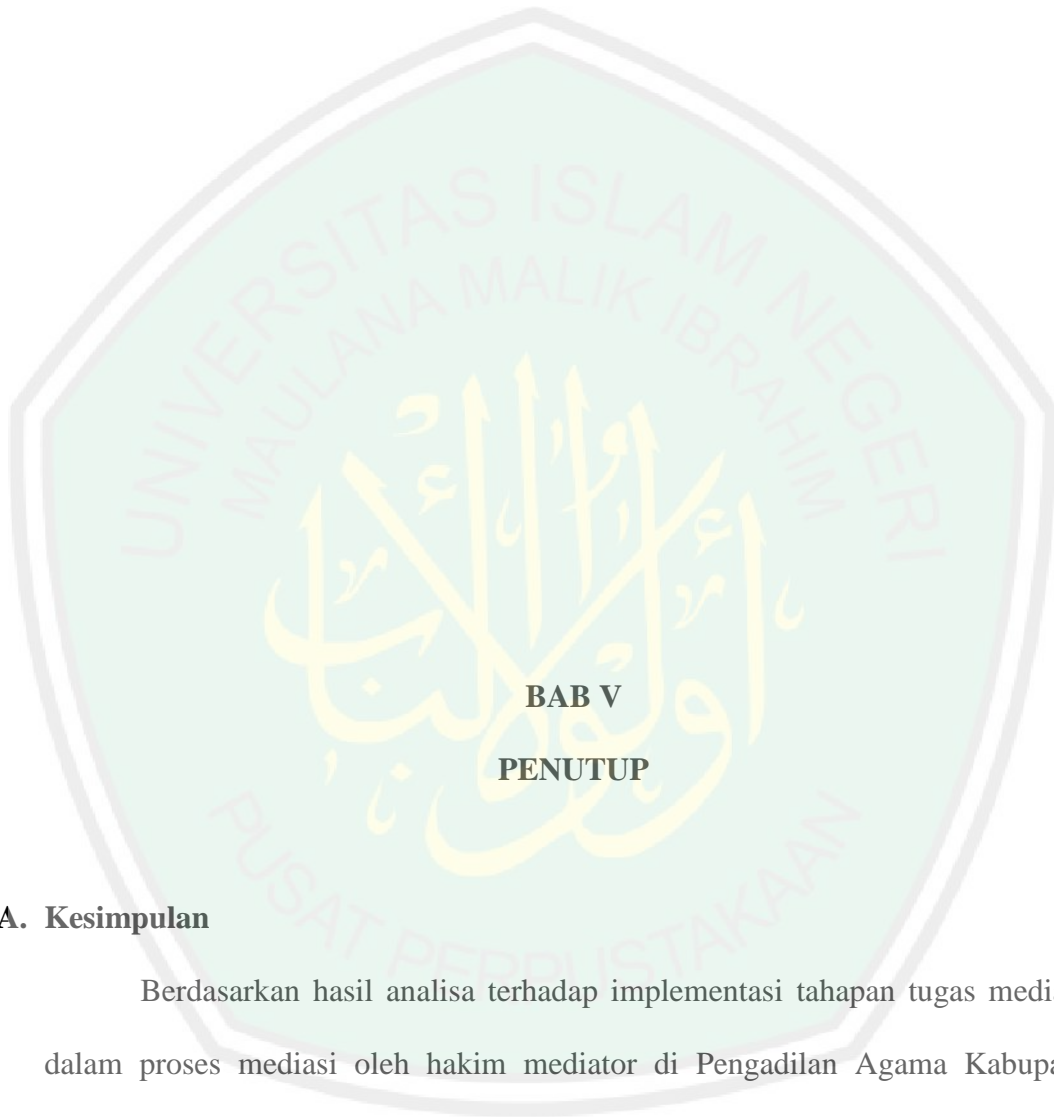 UNIVERSITAS ISLAM NEGERI
MAULANA MALIK IBRAHIM
BAB V
PENUTUP
A. Kesimpulan
Berdasarkan hasil analisa terhadap implementasi tahapan tugas media
dalam proses mediasi oleh hakim mediator di Pengadilan Agama Kabupa
PUSAT PERPUSTAKAAN